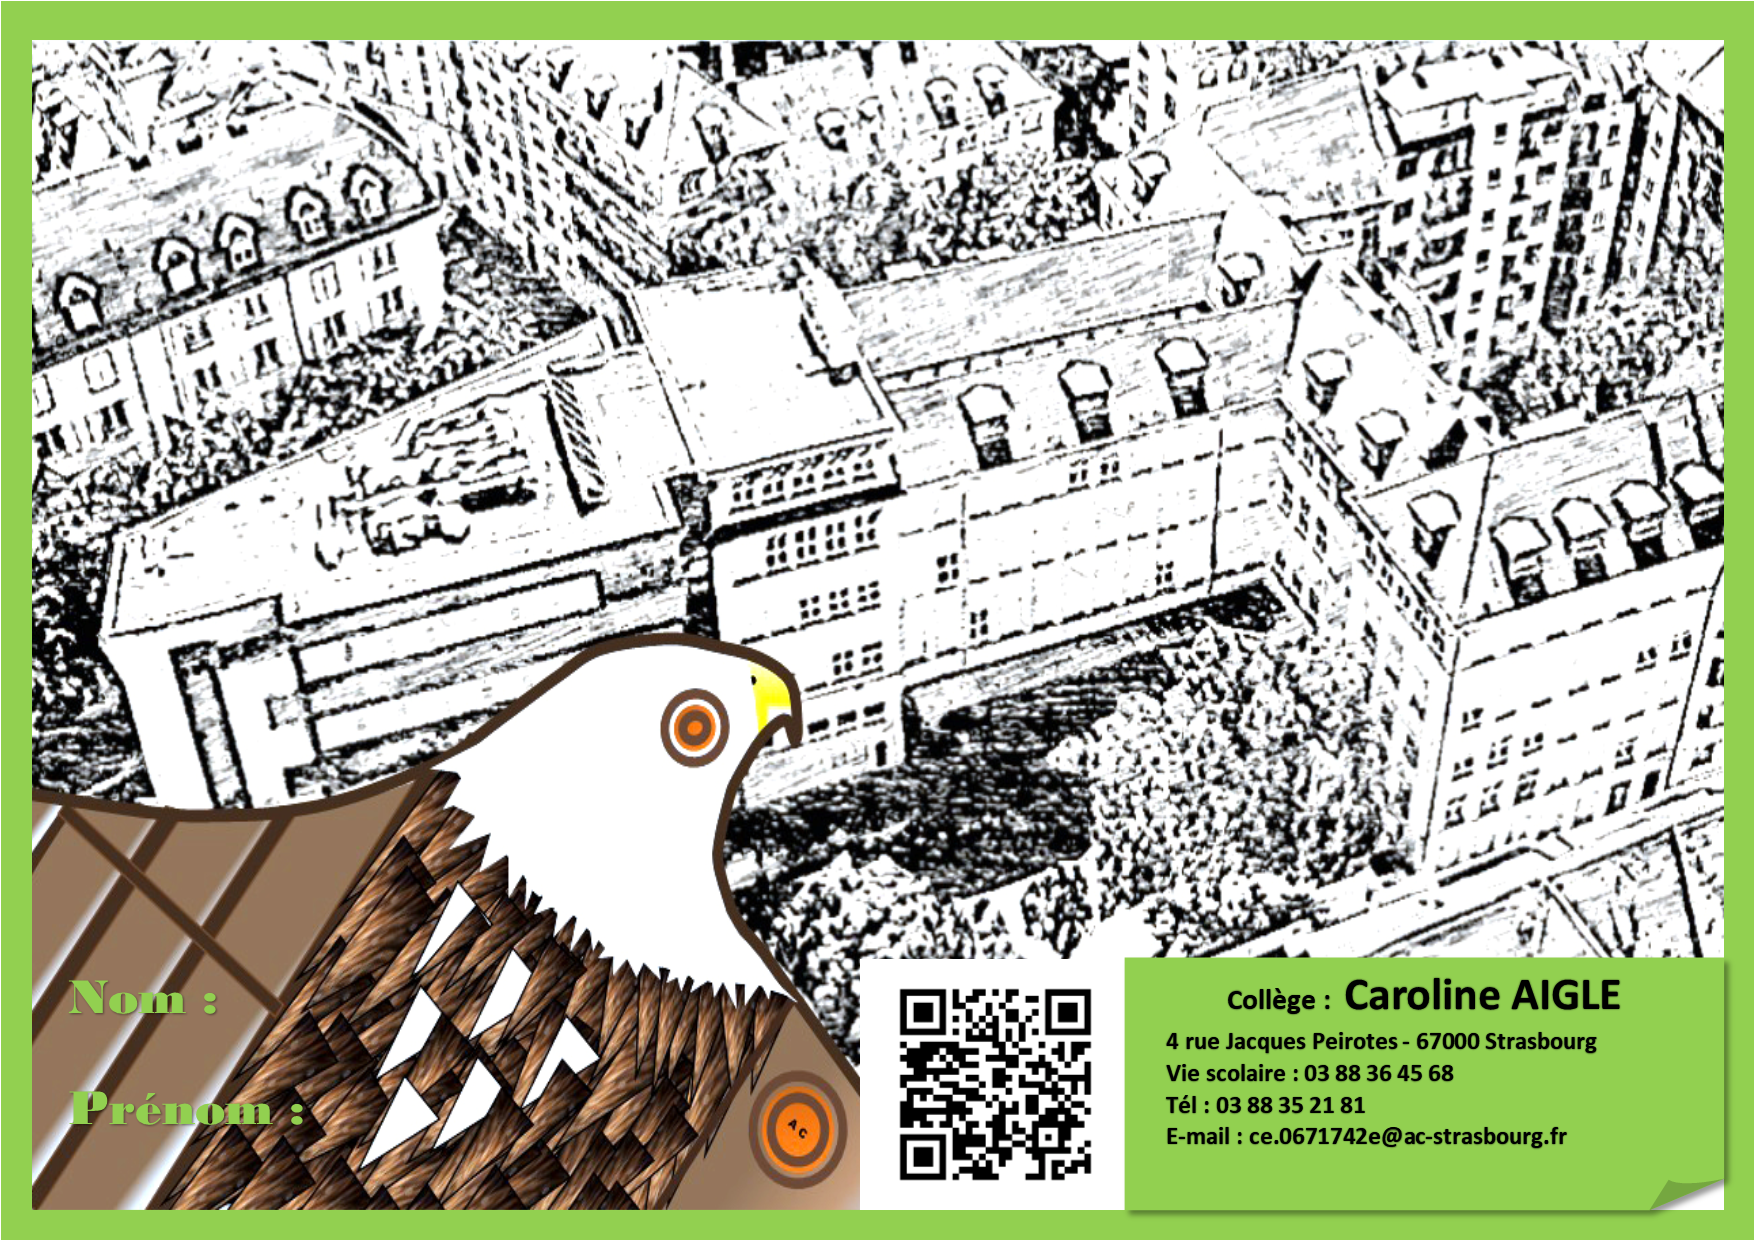 Nom :
Prénom :
A C
Collège : Caroline AIGLE
4 rue Jacques Peirotes - 67000 Strasbourg
Vie scolaire : 03 88 36 45 68
Tél : 03 88 35 21 81
E-mail : ce.0671742e@ac-strasbourg.fr